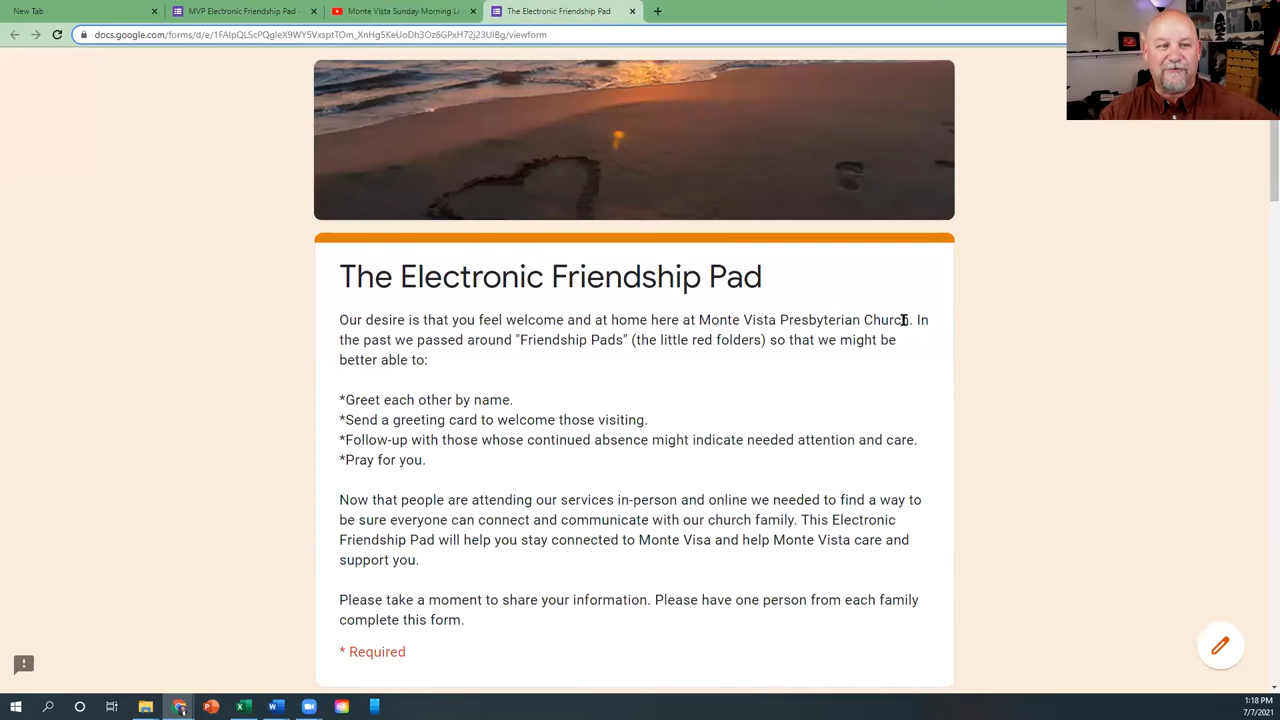 New Tab
MVP Electronic Friendship Pad -
Monte Vista Sunday Morning Li
The Electronic Friendship Pad
docs.google.com/forms/d/e/1FAIpQLScPQgleX9WY5VxsptTOm_XnHg5KeUoDh3Oz6GPxH72j23UIBg/viewform
The Electronic Friendship Pad
Our desire is that you feel welcome and at home here at Monte Vista Presbyterian Church. In
the past we passed around "Friendship Pads" (the little red folders) so that we might be
better able to:
*Greet each other by name.
*Send a greeting card to welcome those visiting.
*Follow-up with those whose continued absence might indicate needed attention and care.
*Pray for you.
Now that people are attending our services in-person and online we needed to find a way to
be sure everyone can connect and communicate with our church family. This Electronic
Friendship Pad will help you stay connected to Monte Visa and help Monte Vista care and
support you.
Please take a moment to share your information. Please have one person from each family
complete this form.
* Required
1:18 PM
7/7/2021